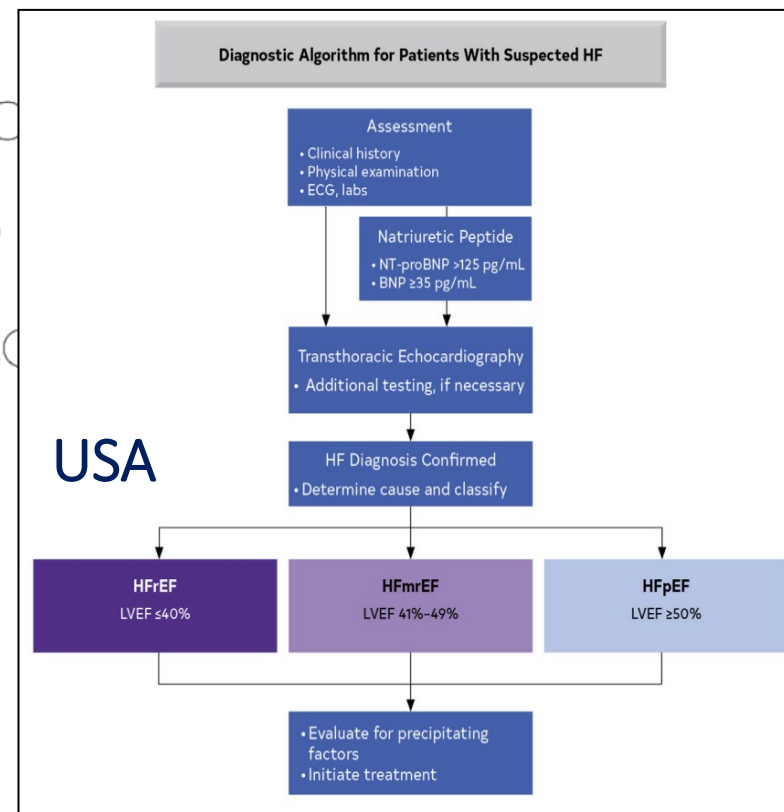 Diagnostic Algorithm for Patients With Suspected HF
Assessment
• Clinical history
• Physical examination
• ECG, labs
Natriuretic Peptide
• NT-proBNP >125 pg/mL
• BNP ≥35 pg/mL
Transthoracic Echocardiography
• Additional testing, if necessary
USA
HF Diagnosis Confirmed
• Determine cause and classify
HFrEF
LVEF ≤40%
HFmrEF
LVEF 41%–49%
HFpEF
LVEF ≥50%
• Evaluate for precipitating
factors
• Initiate treatment